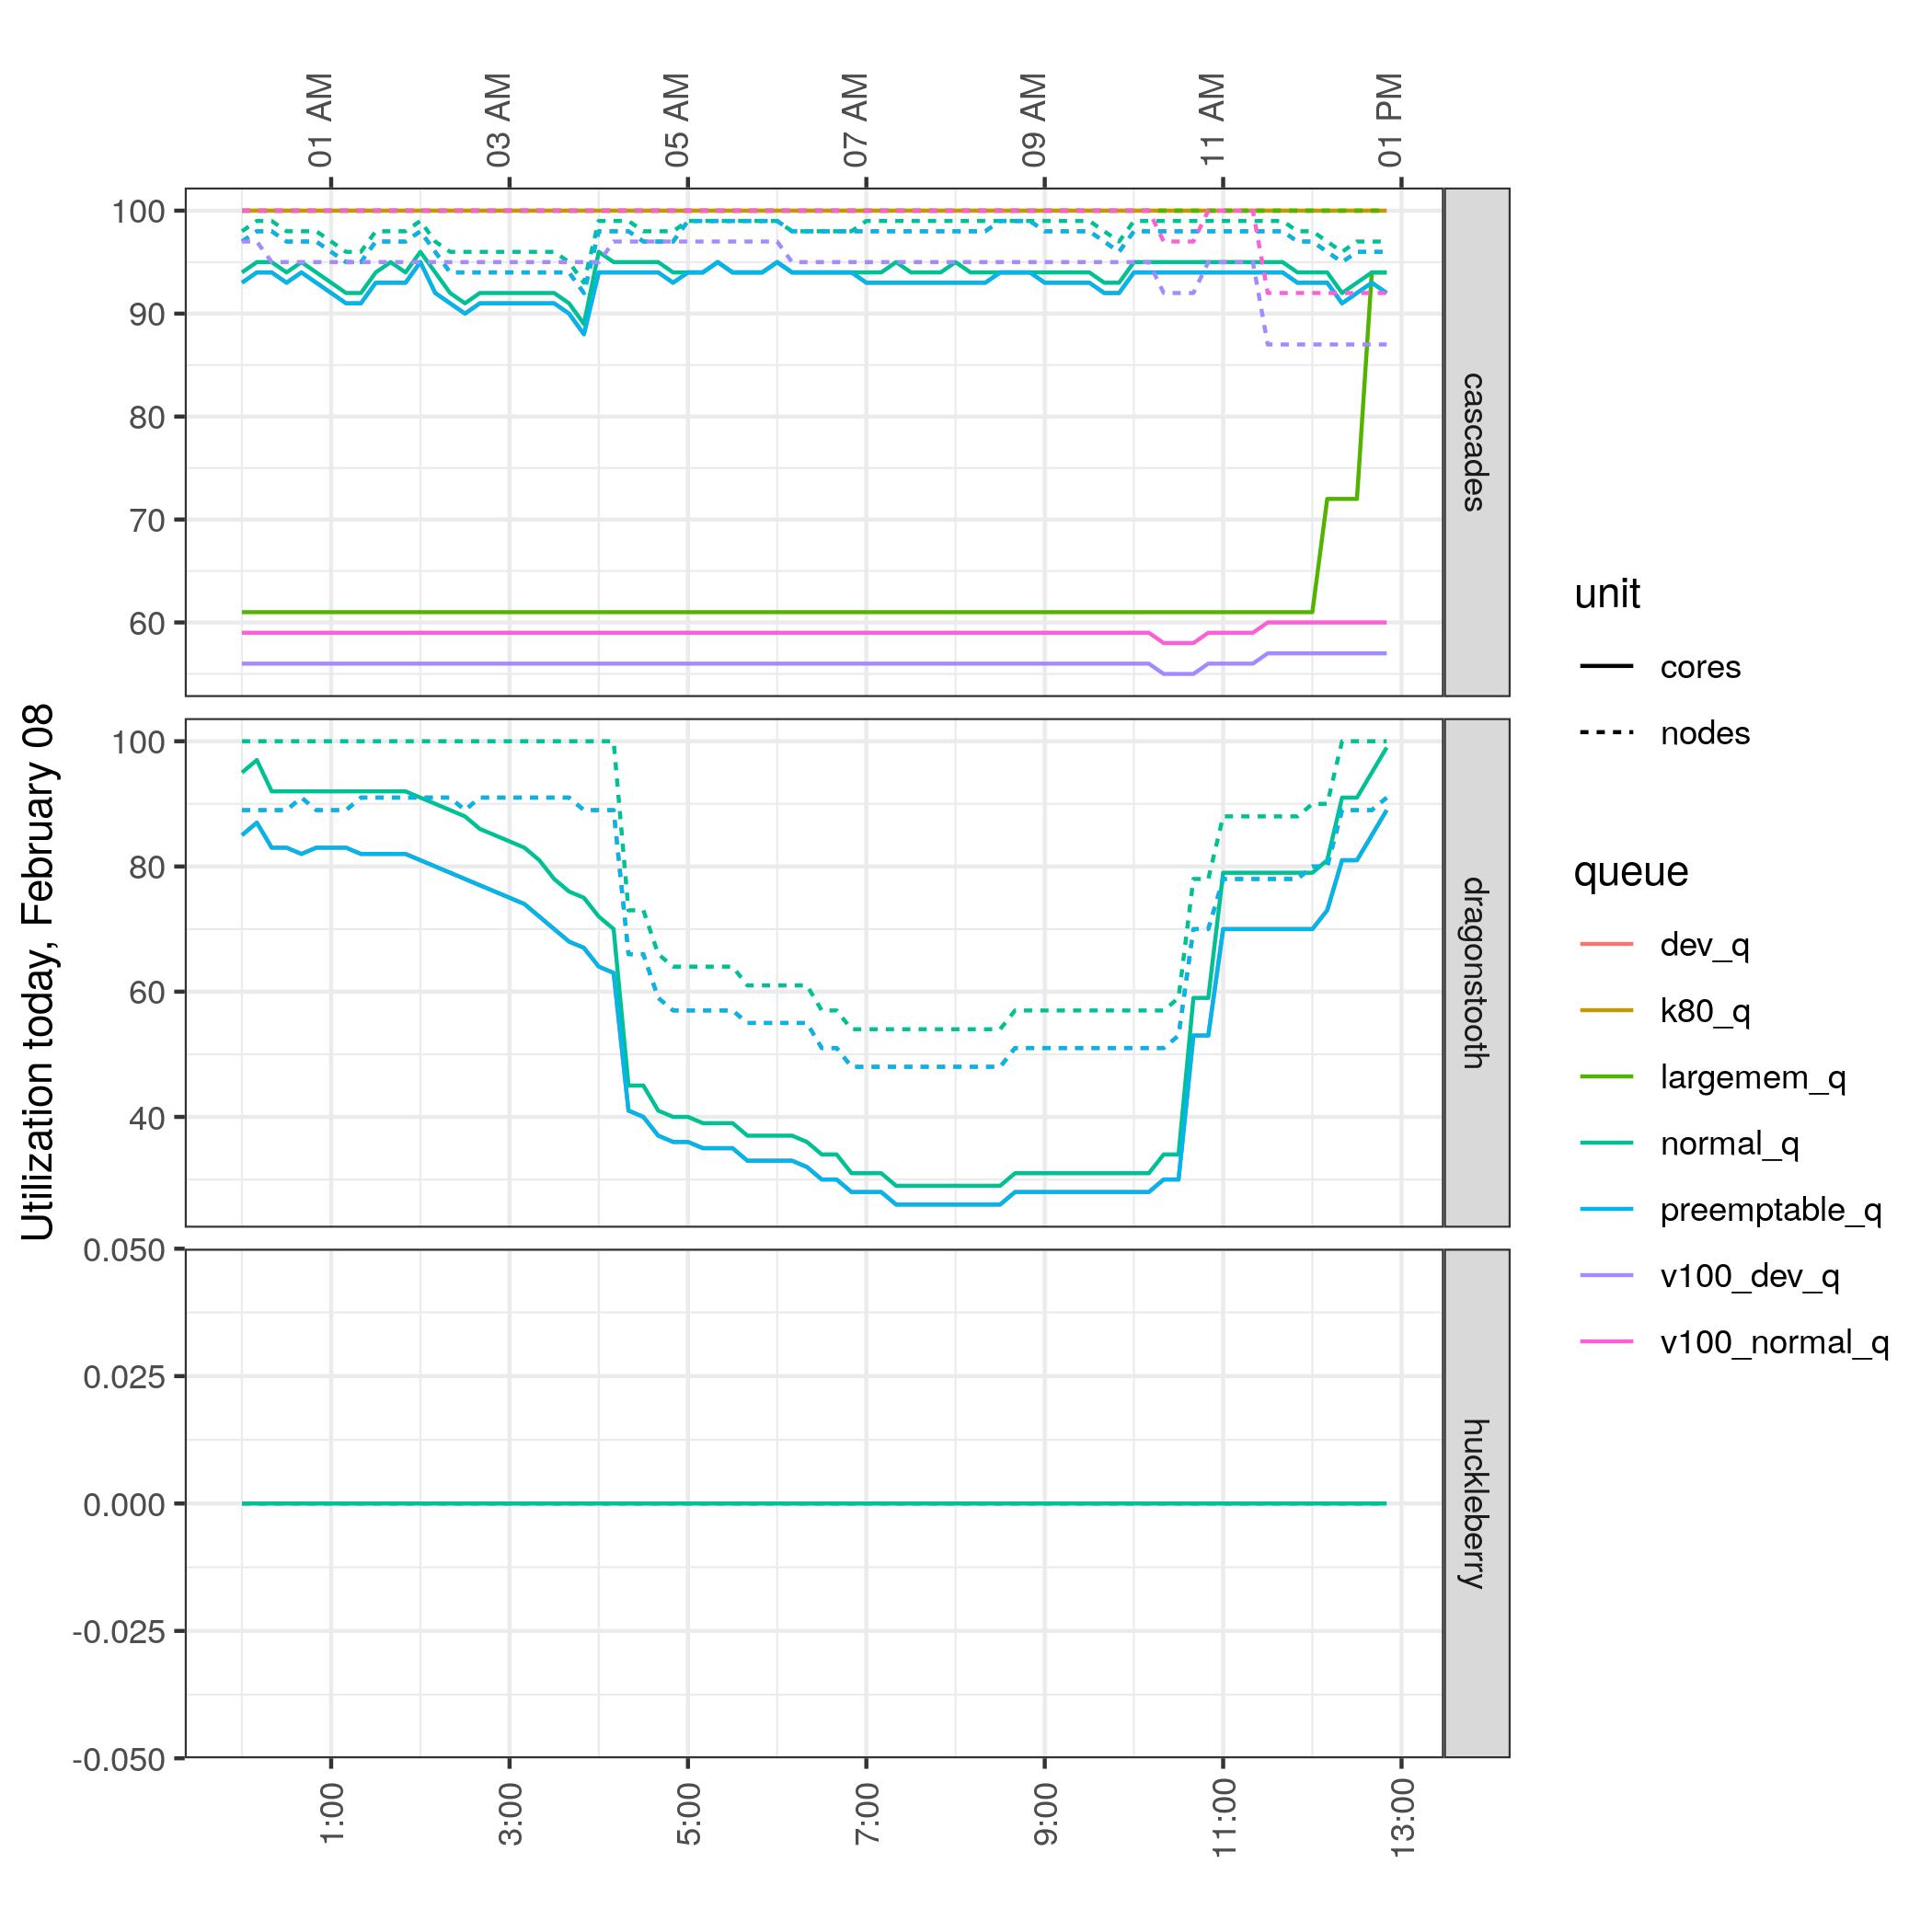 01 AM
03 AM
05 AM
07 AM
09 AM
11 AM
01 PM
Utilization today, February 08
100
90
80
70
60
cascades
100
80
60
40
dragonstooth
0.050
0.025
0.000
-0.025
-0.050
huckleberry
1:00
3:00
5:00
7:00
9:00
11:00
13:00
unit
cores
nodes
queue
dev_q
k80_q
largemem_q
normal_q
preemptable_q
v100_dev_q
v100_normal_q